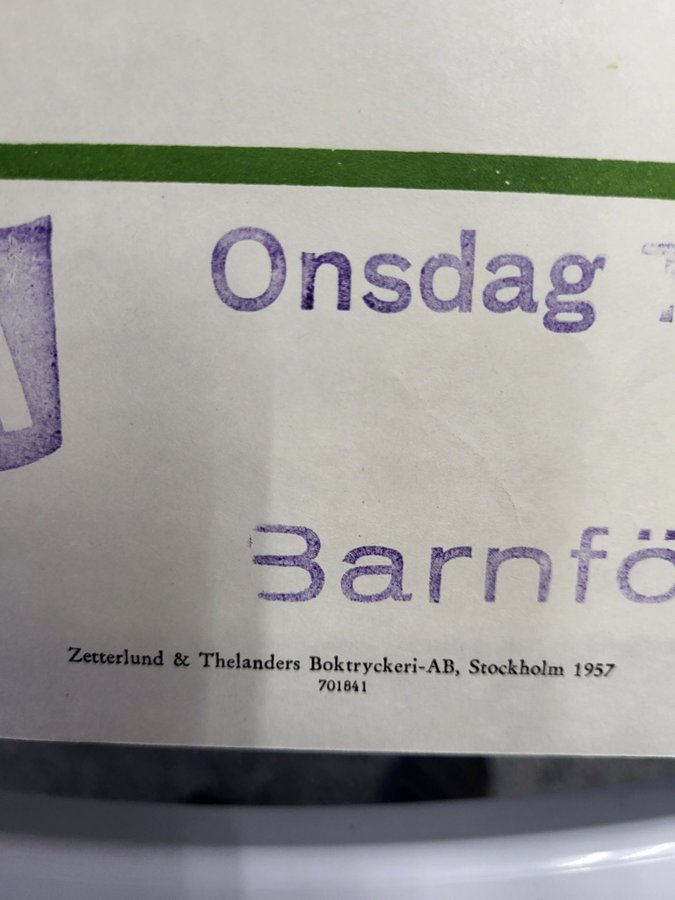 Onsdag
Barnfö
Zetterlund & Thelanders Boktryckeri-AB, Stockholm 1957
701841